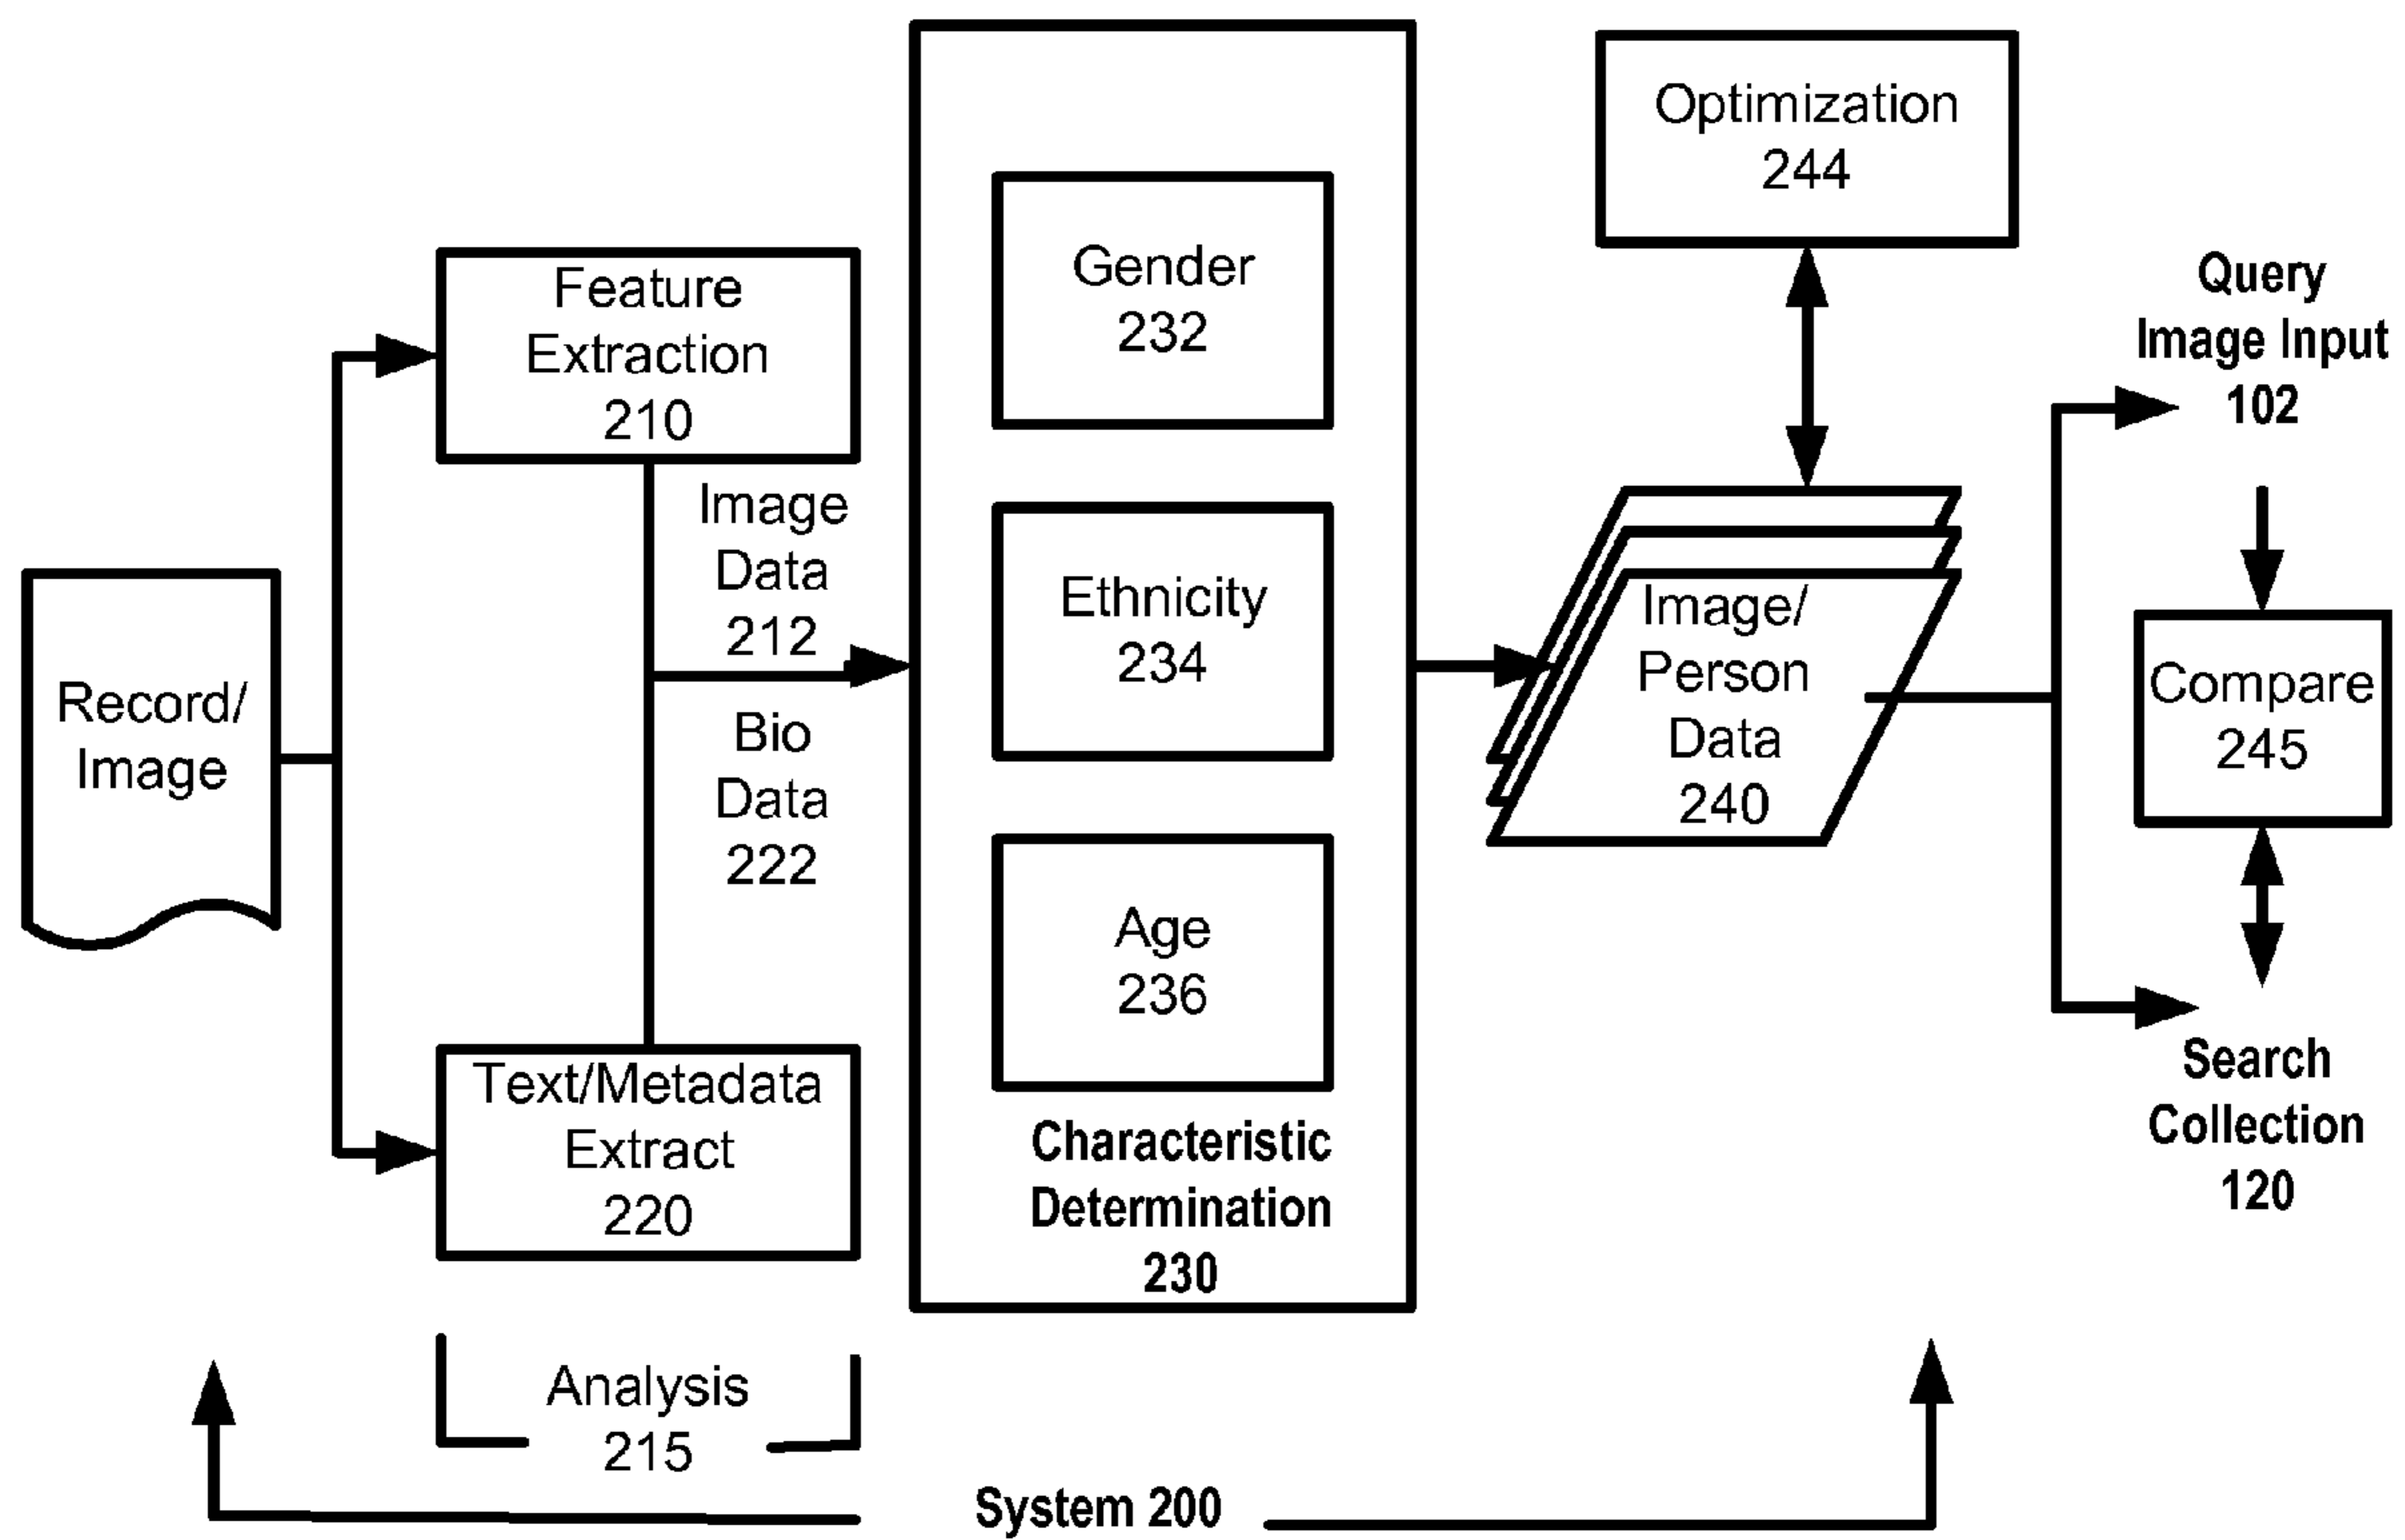 Record/
Image
Feature
Extraction
210
Image
Data
212
Bio
Data
222
Text/Metadata
Extract
220
Analysis
215
Gender
232
Ethnicity
234
Age
236
Characteristic
Determination
230
Optimization
244
Image/
Person
Data
240
Query
Image Input
102
Compare
245
Search
Collection
120
System 200